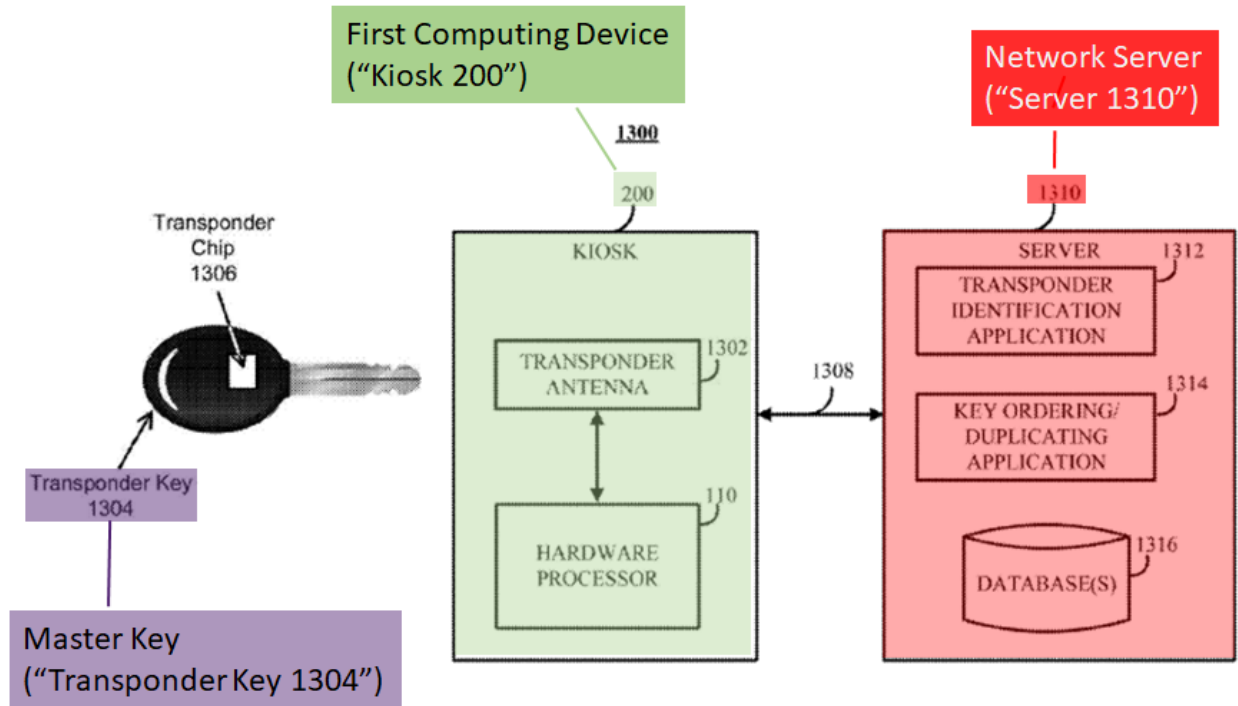 First Computing Device
(“Kiosk 200”)
Network Server
(“Server 1310”)
1300
200
1310
Transponder
Chip
1306
KIOSK
SERVER
1312
TRANSPONDER
IDENTIFICATION
APPLICATION
1302
TRANSPONDER
ANTENNA
1308
1314
KEY ORDERING/
DUPLICATING
APPLICATION
Transponder Key
1304
110
HARDWARE
PROCESSOR
1316
DATABASE(S)
Master Key
(“Transponder Key 1304”)